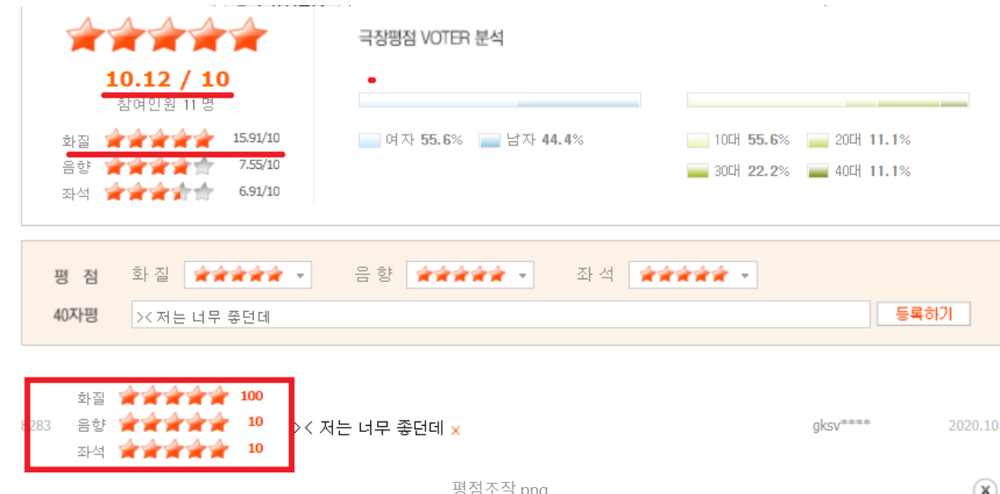 극장평점 VOTER 분석
10.12 / 10
참여인원 11 명
화질 15.91/10
음향 7.55/10
좌석 6.91/10
여자 55.6% 남자 44.4%
10대 55.6% 20대 11.1%
30대 22.2% 40대 11.1%
평 점 화질 음향 좌석
40자평 >< 저는 너무 좋던데 등록하기
화질 100
8283 음향 10 >< 저는 너무 좋던데 x gksv**** 2020.10
좌석 10
평점조작.png
x